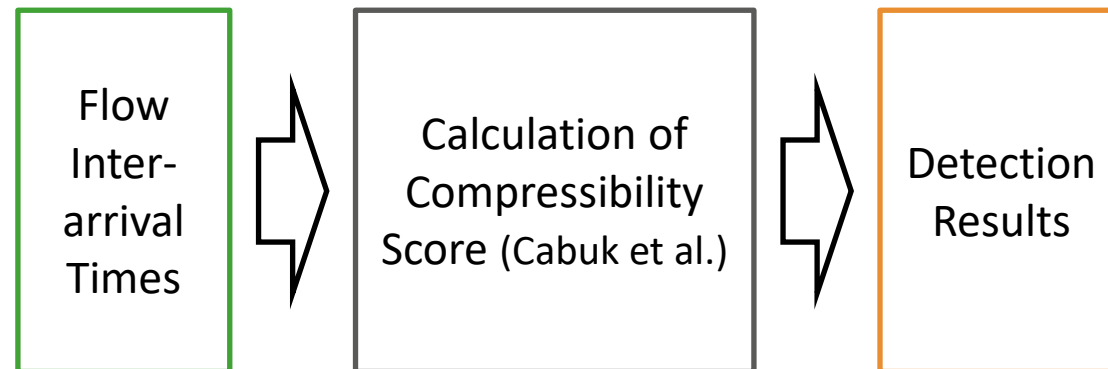 Flow
Inter-
arrival
Times
Calculation of
Compressibility
Score (Cabuk et al.)
Detection
Results